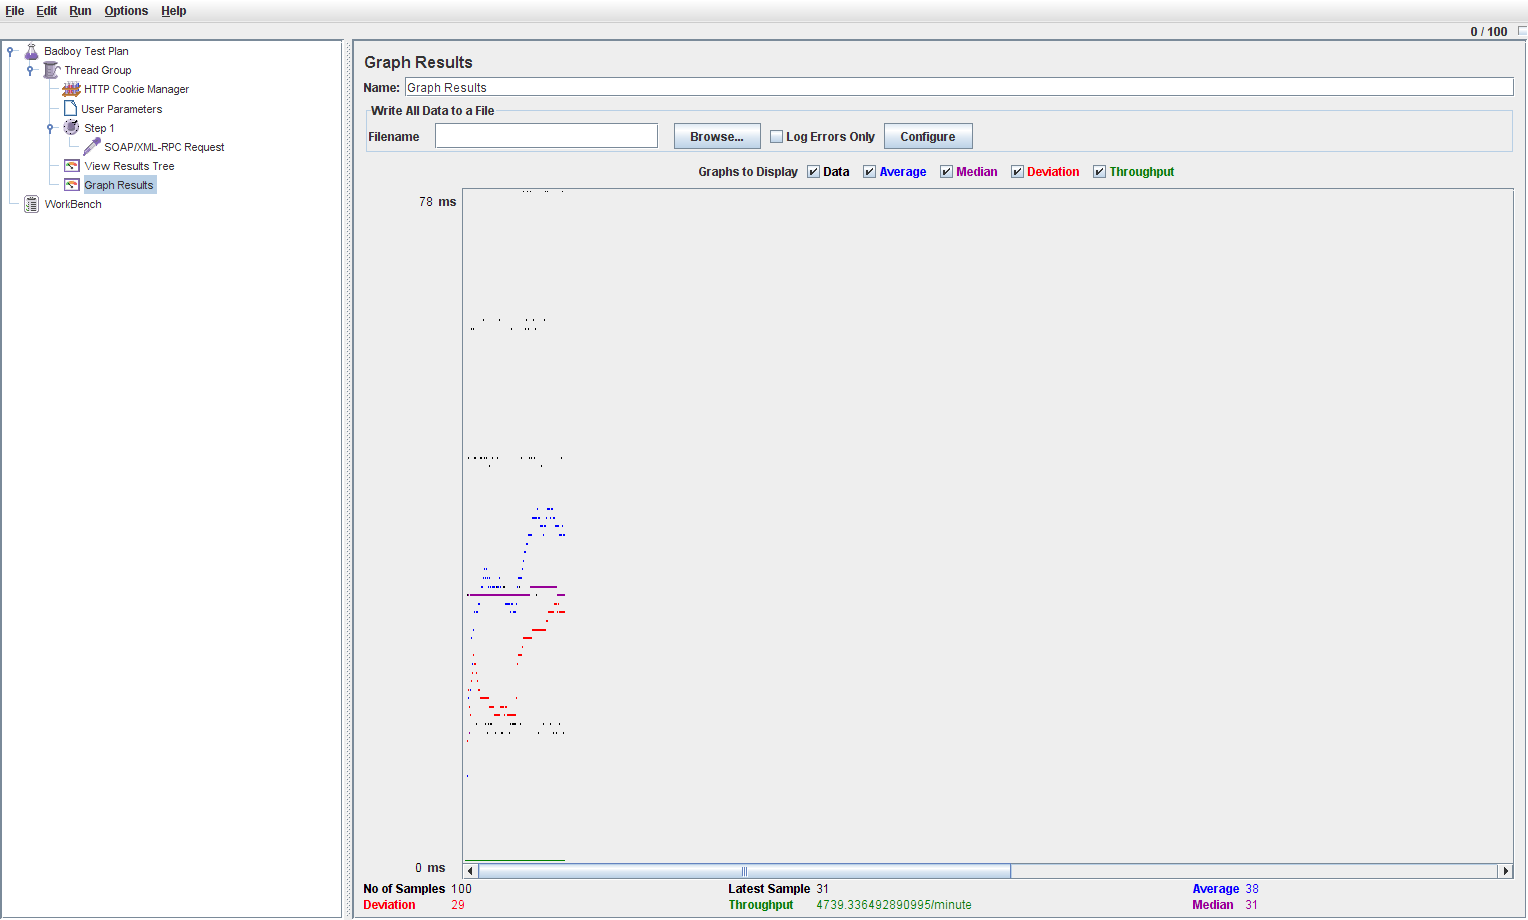 File Edit Run Options Help
0 / 100
Badboy Test Plan
Thread Group
HTTP Cookie Manager
User Parameters
Step 1
SOAP/XML-RPC Request
View Results Tree
Graph Results
WorkBench
Graph Results
Name: Graph Results
Write All Data to a File
Filename Browse... Log Errors Only Configure
Graphs to Display Data Average Median Deviation Throughput
78 ms
0 ms
No of Samples 100 Latest Sample 31 Average 38
Deviation 29 Throughput 4739.336492890995/minute Median 31